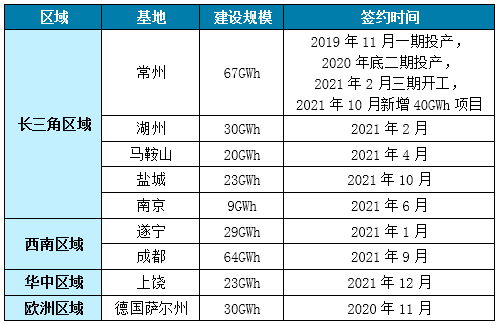 区域 基地 建设规模 签约时间
长三角区域 常州 67GWh 2019 年 11 月一期投产，
2020 年底二期投产，
2021 年 2 月三期开工，
2021 年 10 月新增 40GWh 项目
湖州 30GWh 2021 年 2 月
马鞍山 20GWh 2021 年 4 月
盐城 23GWh 2021 年 10 月
南京 9GWh 2021 年 6 月
西南区域 遂宁 29GWh 2021 年 1 月
成都 64GWh 2021 年 9 月
华中区域 上饶 23GWh 2021 年 12 月
欧洲区域 德国萨尔州 30GWh 2020 年 11 月